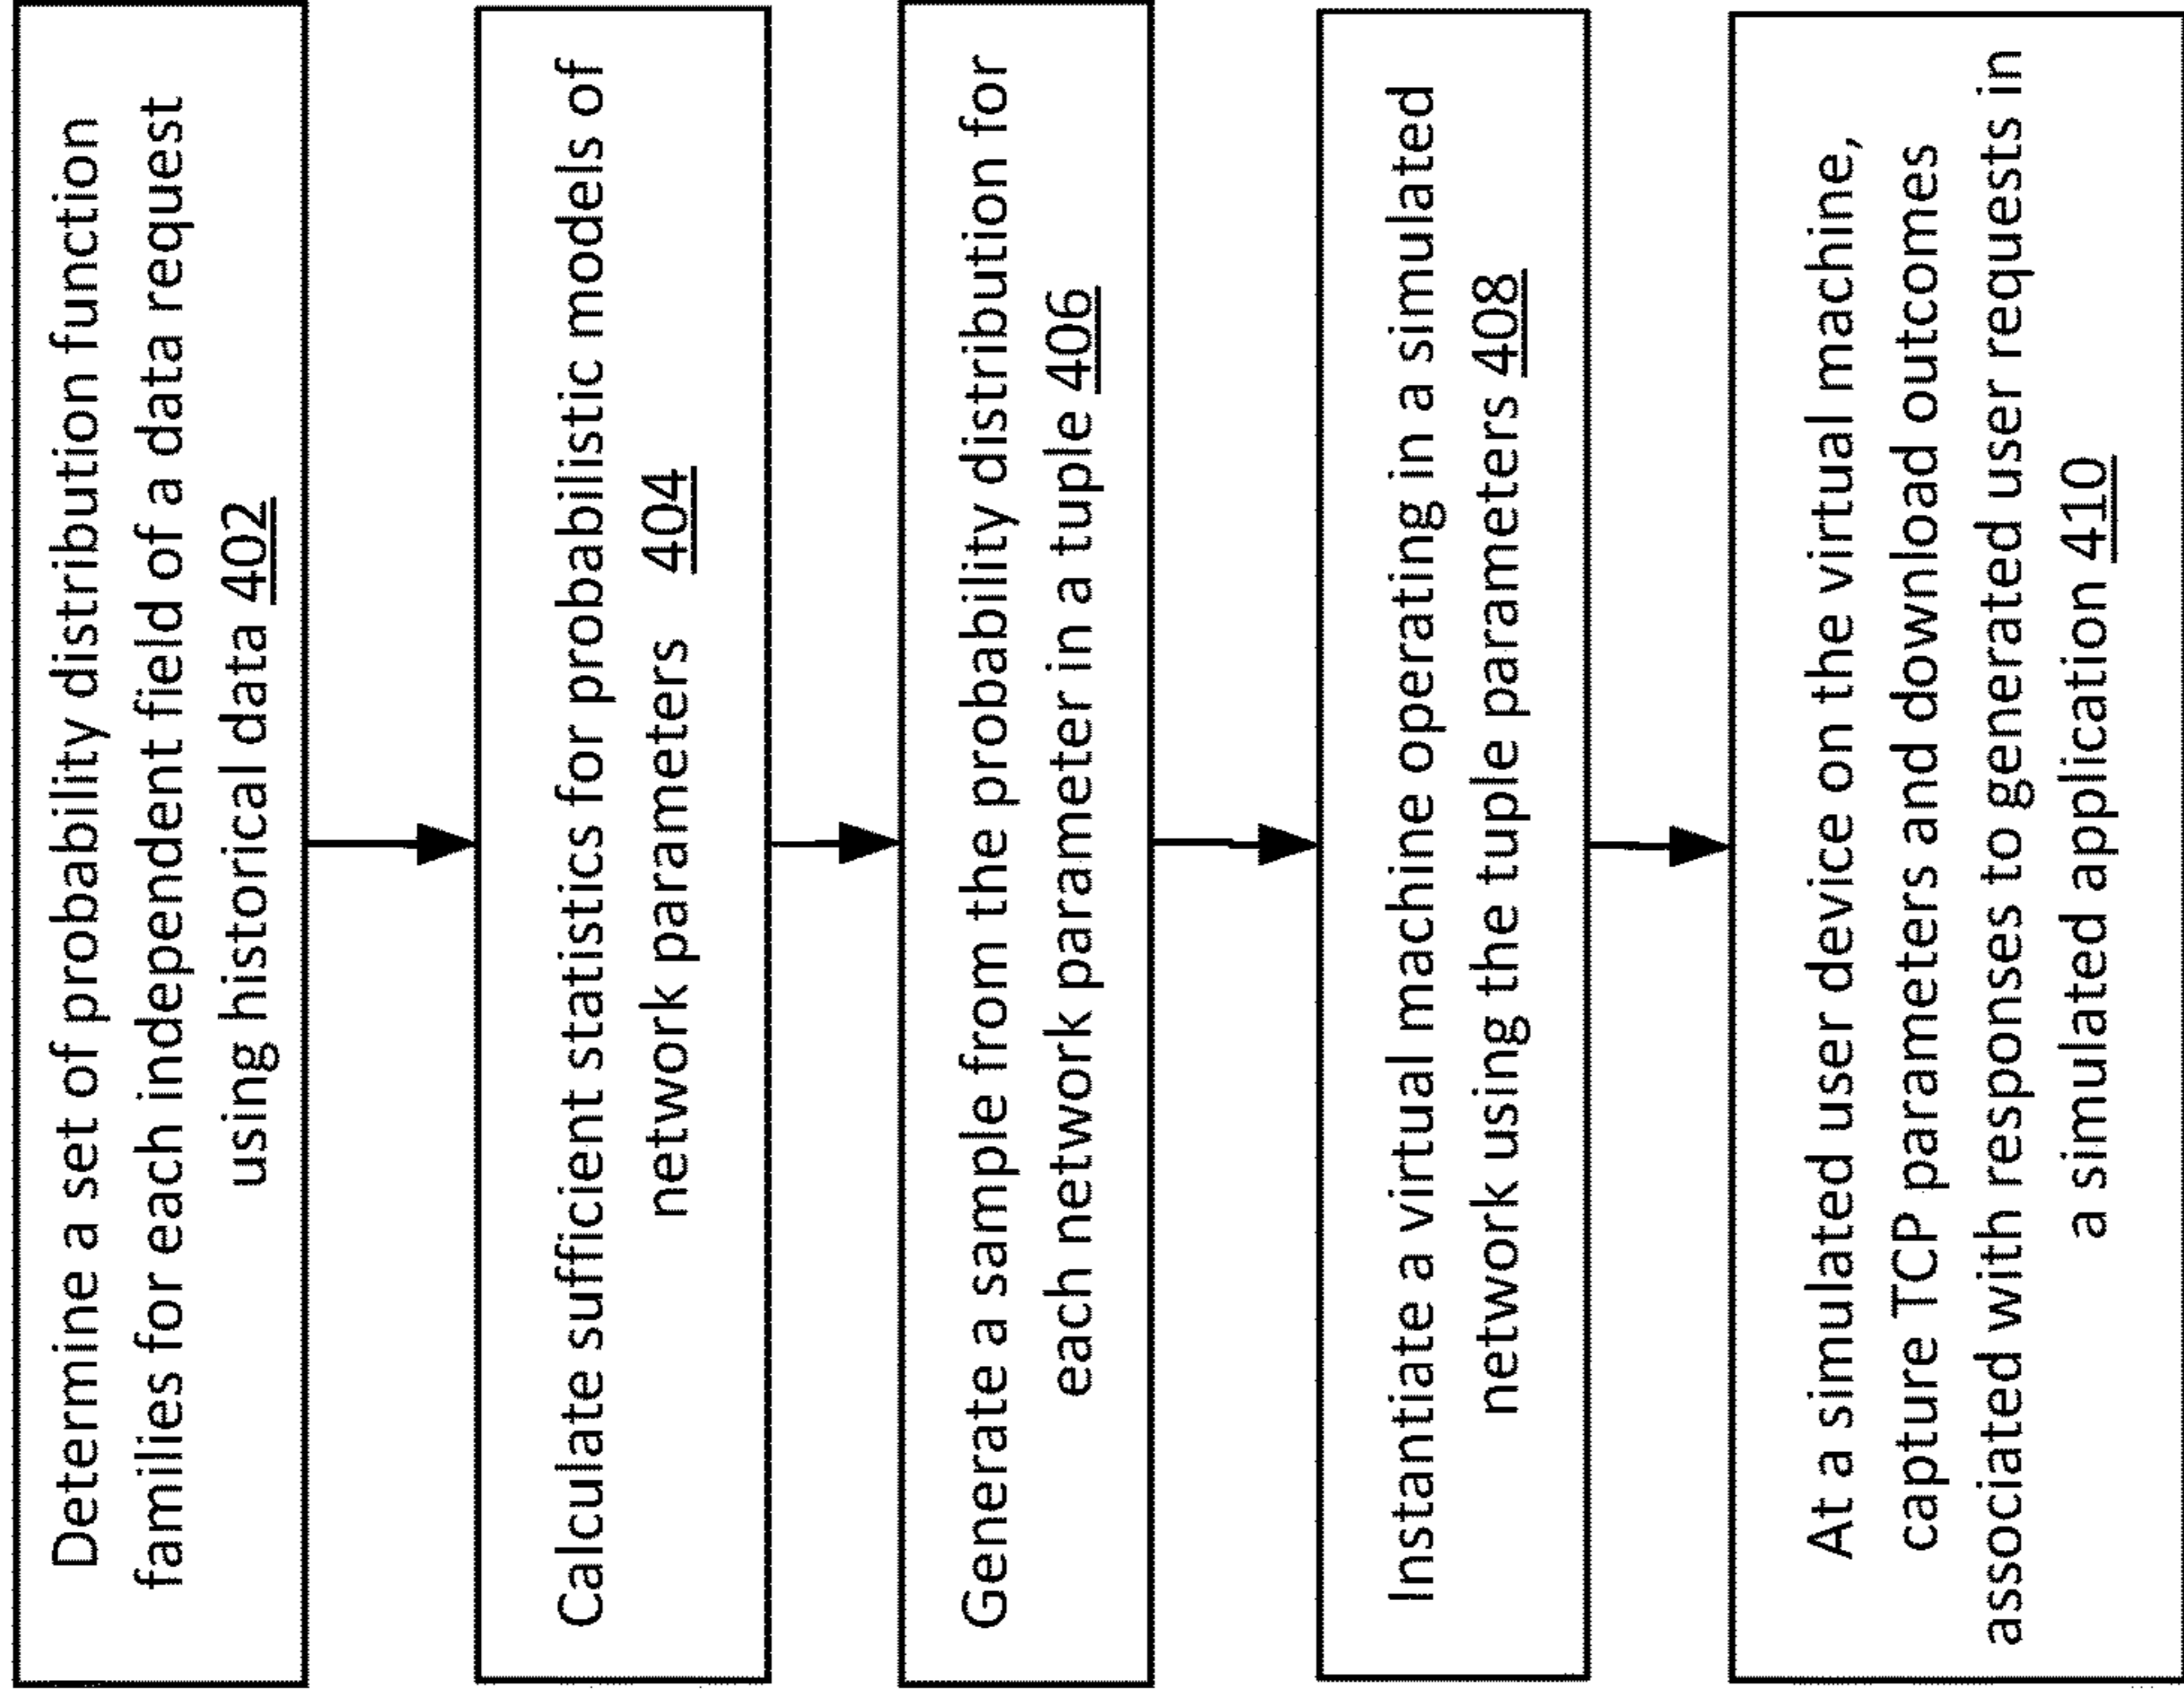 Determine a set of probability distribution function
families for each independent field of a data request
using historical data 402
Calculate sufficient statistics for probabilistic models of
network parameters 404
Generate a sample from the probability distribution for
each network parameter in a tuple 406
Instantiate a virtual machine operating in a simulated
network using the tuple parameters 408
At a simulated user device on the virtual machine,
capture TCP parameters and download outcomes
associated with responses to generated user requests in
a simulated application 410